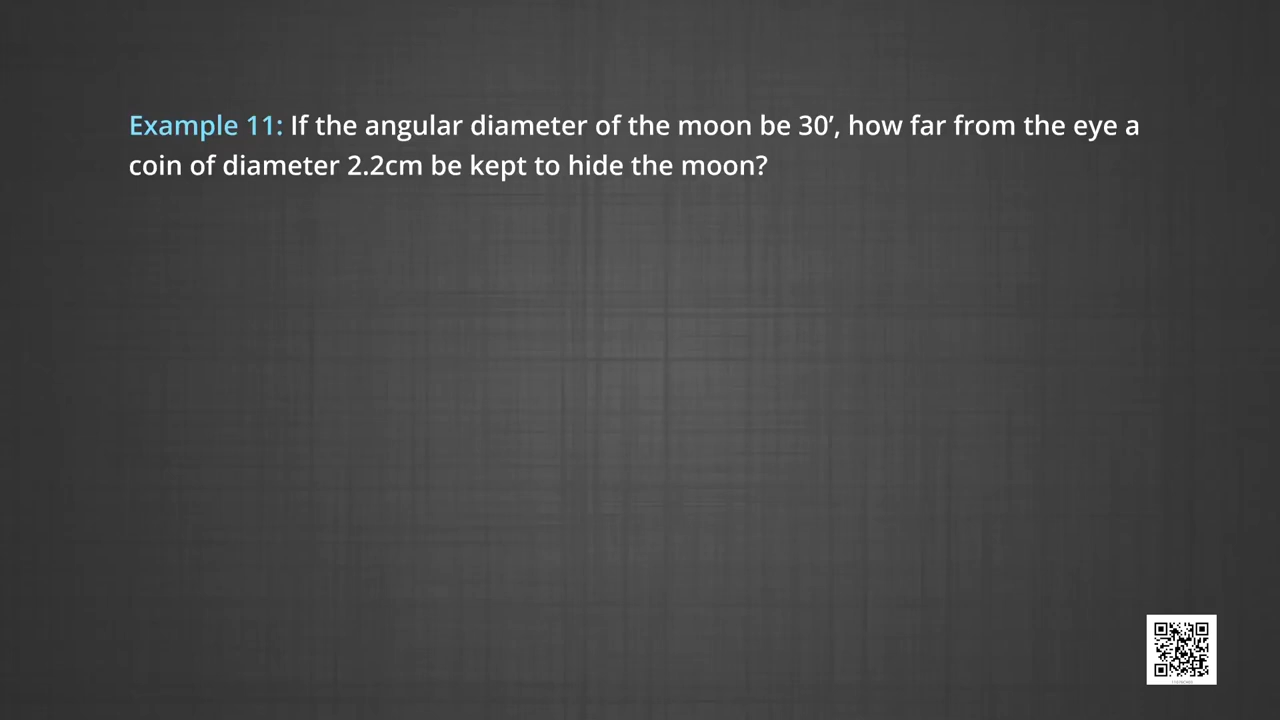 Example 11: If the angular diameter of the moon be 30’, how far from the eye a
coin of diameter 2.2cm be kept to hide the moon?